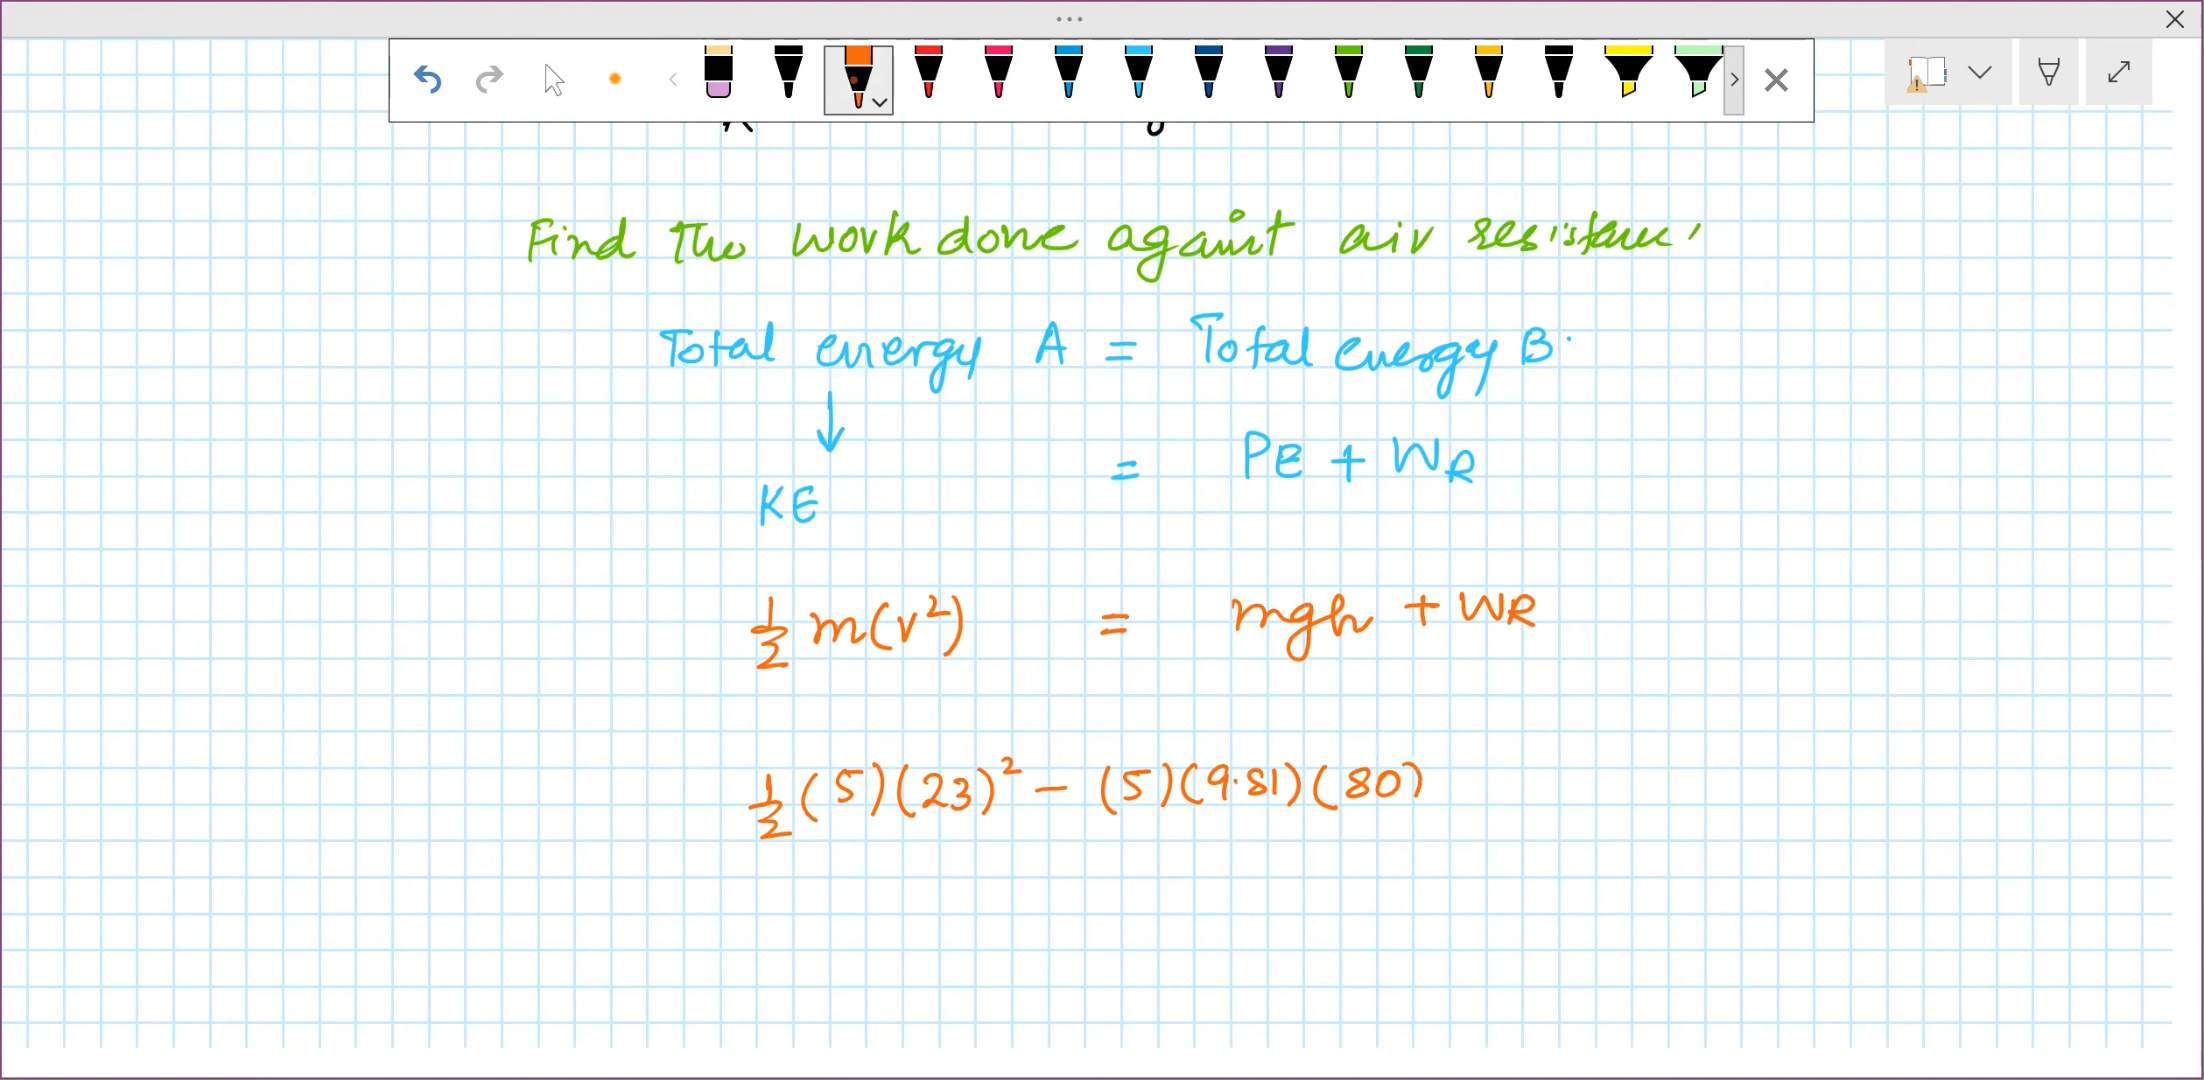 Find the work done against air resistance
Total energy A = Total energy B.
↓
KE = PE + WR
½ m(v²) = mgh + WR
½ (5)(23)² - (5)(9.81)(80)